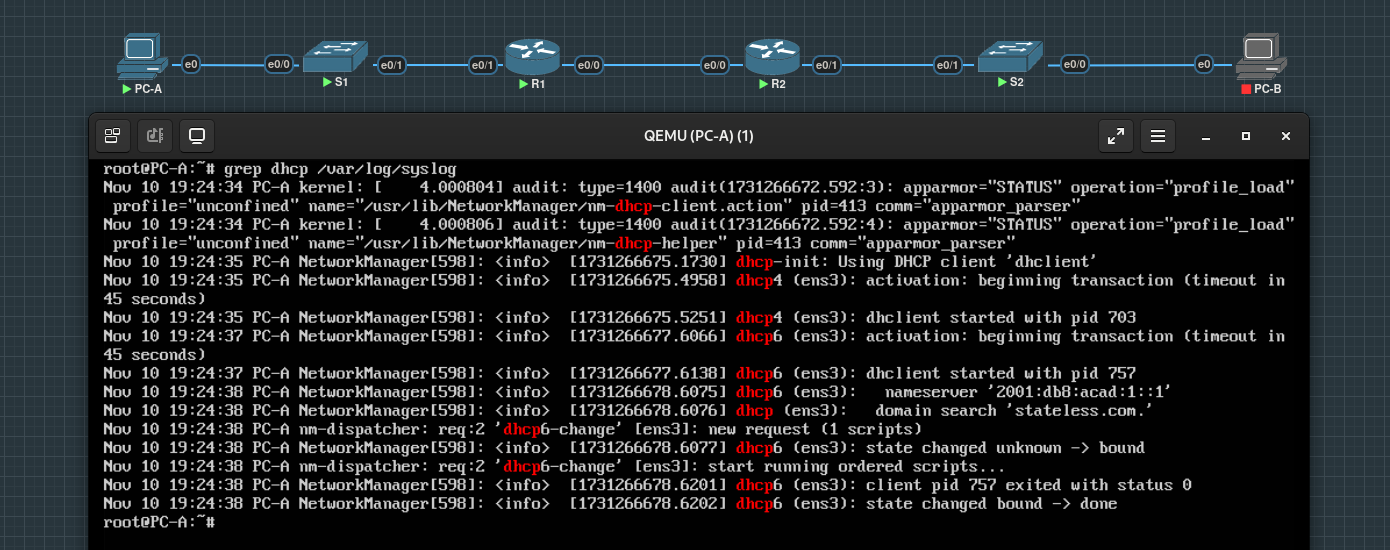 e0 e0/0 e0/1 e0/1 e0/0 e0/0 e0/1 e0/1 e0/0 e0
PC-A S1 R1 R2 S2 PC-B
QEMU (PC-A) (1)
root@PC-A:~# grep dhcp /var/log/syslog
Nov 10 19:24:34 PC-A kernel: [    4.000804] audit: type=1400 audit(1731266672.592:3): apparmor="STATUS" operation="profile_load"
 profile="unconfined" name="/usr/lib/NetworkManager/nm-dhcp-client.action" pid=413 comm="apparmor_parser"
Nov 10 19:24:34 PC-A kernel: [    4.000806] audit: type=1400 audit(1731266672.592:4): apparmor="STATUS" operation="profile_load"
 profile="unconfined" name="/usr/lib/NetworkManager/nm-dhcp-helper" pid=413 comm="apparmor_parser"
Nov 10 19:24:35 PC-A NetworkManager[598]: <info>  [1731266675.1730] dhcp-init: Using DHCP client 'dhclient'
Nov 10 19:24:35 PC-A NetworkManager[598]: <info>  [1731266675.4958] dhcp4 (ens3): activation: beginning transaction (timeout in
45 seconds)
Nov 10 19:24:35 PC-A NetworkManager[598]: <info>  [1731266675.5251] dhcp4 (ens3): dhclient started with pid 703
Nov 10 19:24:37 PC-A NetworkManager[598]: <info>  [1731266677.6066] dhcp6 (ens3): activation: beginning transaction (timeout in
45 seconds)
Nov 10 19:24:37 PC-A NetworkManager[598]: <info>  [1731266677.6138] dhcp6 (ens3): dhclient started with pid 757
Nov 10 19:24:38 PC-A NetworkManager[598]: <info>  [1731266678.6075] dhcp6 (ens3):   nameserver '2001:db8:acad:1::1'
Nov 10 19:24:38 PC-A NetworkManager[598]: <info>  [1731266678.6076] dhcp (ens3):   domain search 'stateless.com.'
Nov 10 19:24:38 PC-A nm-dispatcher: req:2 'dhcp6-change' [ens3]: new request (1 scripts)
Nov 10 19:24:38 PC-A NetworkManager[598]: <info>  [1731266678.6077] dhcp6 (ens3): state changed unknown -> bound
Nov 10 19:24:38 PC-A nm-dispatcher: req:2 'dhcp6-change' [ens3]: start running ordered scripts...
Nov 10 19:24:38 PC-A NetworkManager[598]: <info>  [1731266678.6201] dhcp6 (ens3): client pid 757 exited with status 0
Nov 10 19:24:38 PC-A NetworkManager[598]: <info>  [1731266678.6202] dhcp6 (ens3): state changed bound -> done
root@PC-A:~#